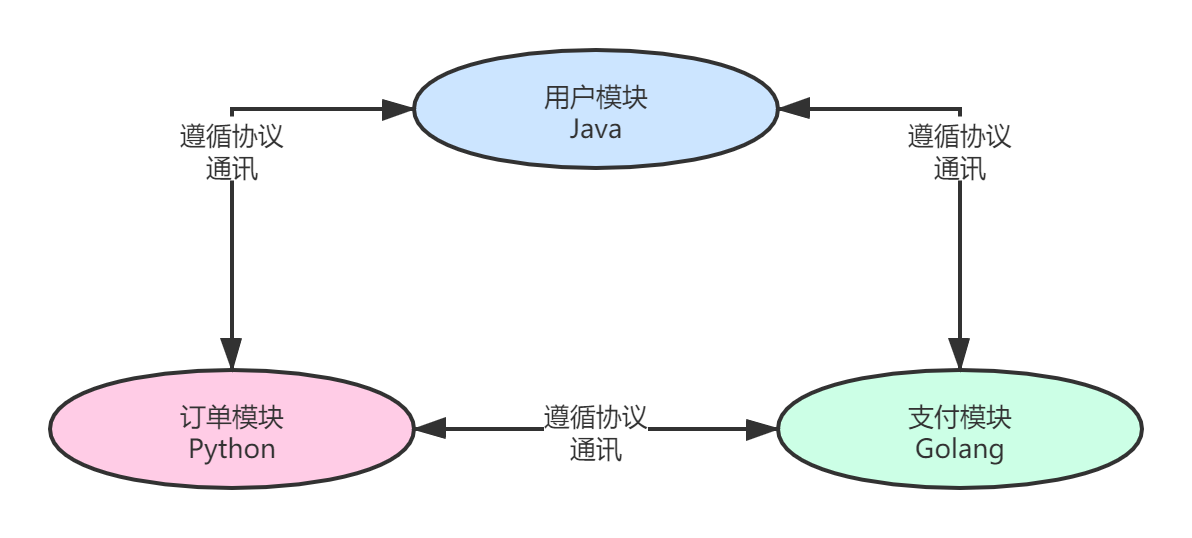 用户模块
Java
遵循协议
通讯
遵循协议
通讯
订单模块
Python
遵循协议
通讯
支付模块
Golang